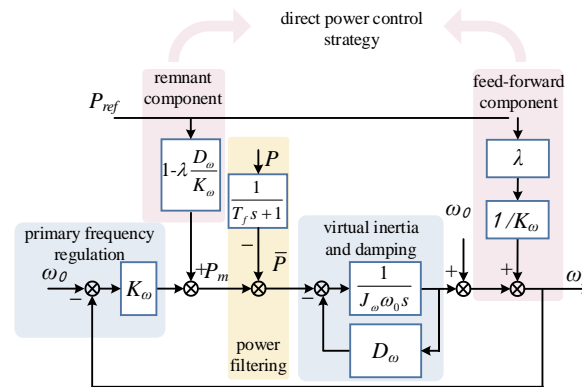 direct power control
strategy
remnant
component
feed-forward
component
P_ref
1-λ D_ω/K_ω
P
λ
1/(T_f s+1)
1/K_ω
primary frequency
regulation
virtual inertia
and damping
ω_0
−
P̄
ω_0
K_ω
+
P_m
−
−
1/(J_ω ω_0 s)
+
+
−
D_ω
power
filtering